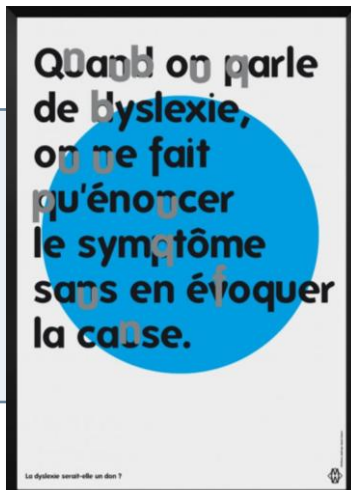 Quand on parle
de dyslexie,
on ne fait
qu'énoncer
le symptôme
sans en évoquer
la cause.
La dyslexie serait-elle un don ?